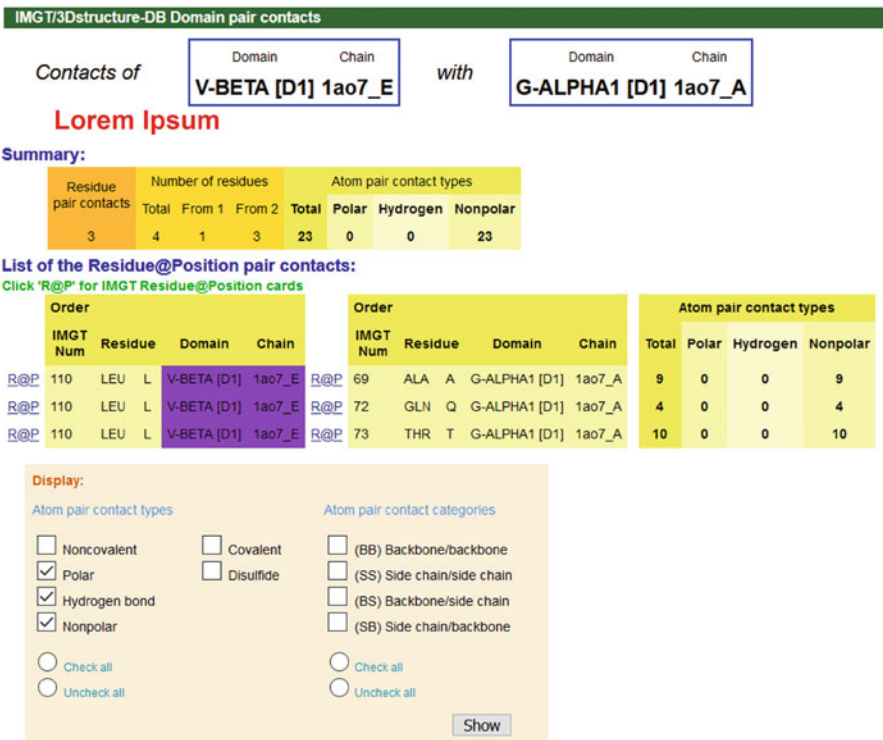 IMGT/3Dstructure-DB Domain pair contacts
Domain Chain Domain Chain
Contacts of V-BETA [D1] 1ao7_E with G-ALPHA1 [D1] 1ao7_A
Lorem Ipsum
Summary:
Residue pair contacts Number of residues Atom pair contact types
Total From 1 From 2 Total Polar Hydrogen Nonpolar
3 4 1 3 23 0 0 23
List of the Residue@Position pair contacts:
Click 'R@P' for IMGT Residue@Position cards
Order Order Atom pair contact types
IMGT Num Residue Domain Chain IMGT Num Residue Domain Chain Total Polar Hydrogen Nonpolar
R@P 110 LEU L V-BETA [D1] 1ao7_E R@P 69 ALA A G-ALPHA1 [D1] 1ao7_A 9 0 0 9
R@P 110 LEU L V-BETA [D1] 1ao7_E R@P 72 GLN Q G-ALPHA1 [D1] 1ao7_A 4 0 0 4
R@P 110 LEU L V-BETA [D1] 1ao7_E R@P 73 THR T G-ALPHA1 [D1] 1ao7_A 10 0 0 10
Display:
Atom pair contact types Atom pair contact categories
Noncovalent Covalent (BB) Backbone/backbone
Polar Disulfide (SS) Side chain/side chain
Hydrogen bond (BS) Backbone/side chain
Nonpolar (SB) Side chain/backbone
Check all Check all
Uncheck all Uncheck all
Show